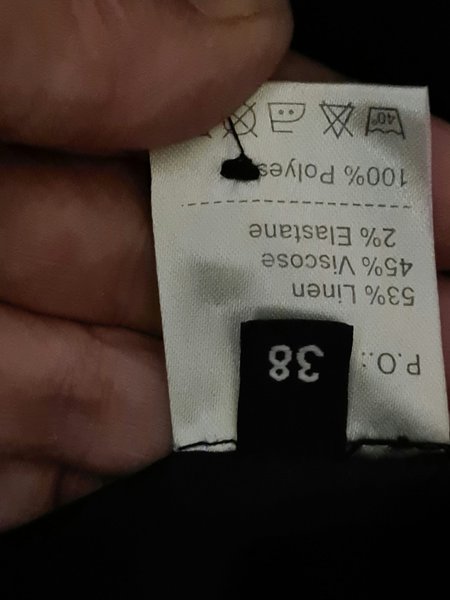 P.O.:
38
53% Linen
45% Viscose
2% Elastane
100% Polyes
40°